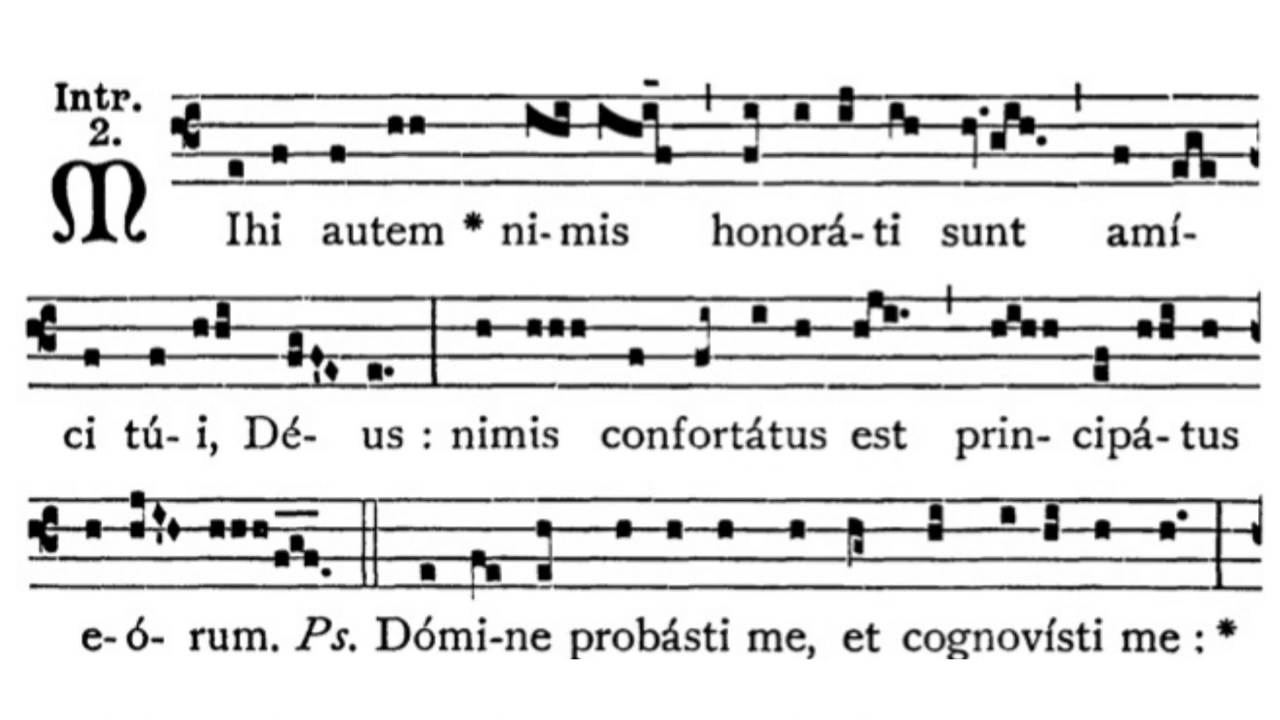 Intr.
2.
MIhi autem * ni- mis honorá- ti sunt amí-
ci tú- i, Dé- us : nimis confortátus est prin- cipá- tus
e- ó- rum. Ps. Dómi-ne probásti me, et cognovísti me : *